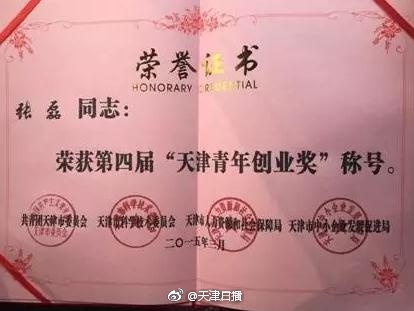 荣誉证书
HONORARY CREDENTIAL
张磊 同志:
荣获第四届“天津青年创业奖”称号。
共青团天津市委员会 天津市科学技术委员会 天津市人力资源和社会保障局 天津市中小企业发展促进局
二〇一五年二月
@天津日播